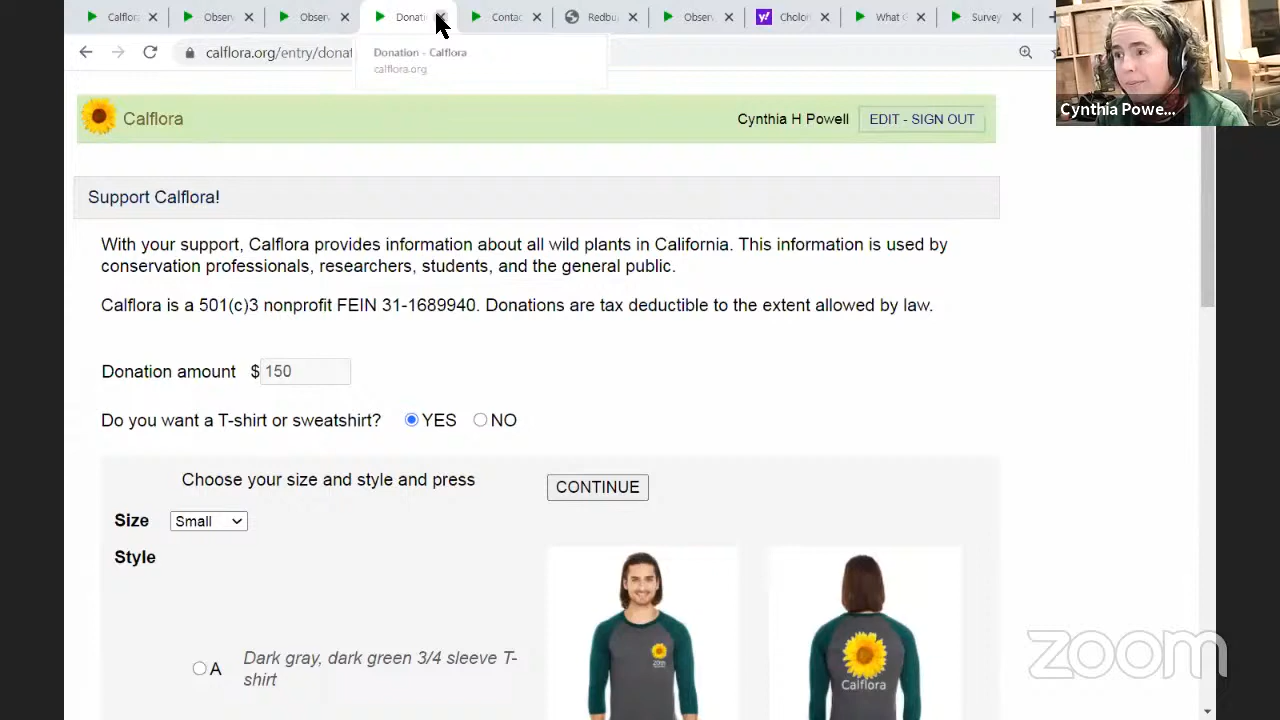 Calflor
Observ
Observ
Donati
Contac
Redbu
Observ
y!
Cholch
What G
Survey
calflora.org/entry/donat
Donation - Calflora
calflora.org
Cynthia Powe...
Calflora
Cynthia H Powell
EDIT - SIGN OUT
Support Calflora!
With your support, Calflora provides information about all wild plants in California. This information is used by
conservation professionals, researchers, students, and the general public.
Calflora is a 501(c)3 nonprofit FEIN 31-1689940. Donations are tax deductible to the extent allowed by law.
Donation amount $ 150
Do you want a T-shirt or sweatshirt? YES NO
Choose your size and style and press CONTINUE
Size Small
Style
A Dark gray, dark green 3/4 sleeve T-
shirt
Calflora
zoom